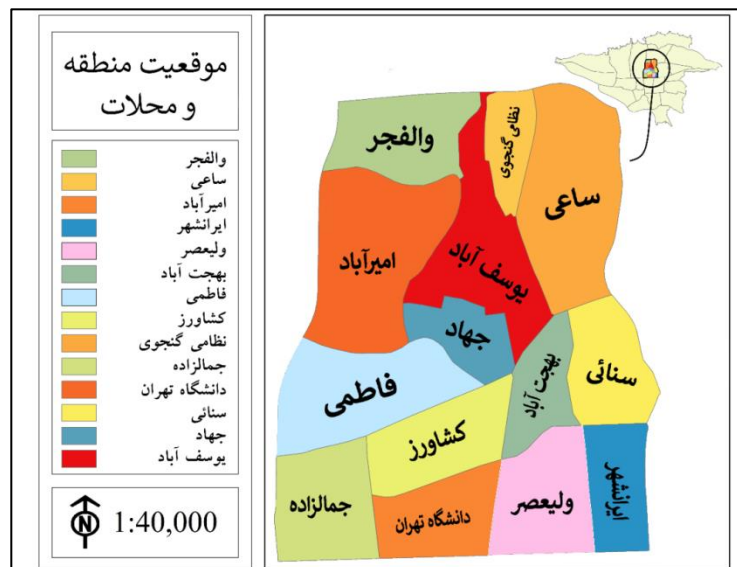 موقعیت منطقه
و محلات
والفجر
ساعی
امیرآباد
ایرانشهر
ولیعصر
بهجت آباد
فاطمی
کشاورز
نظامی گنجوی
جمالزاده
دانشگاه تهران
سنائی
جهاد
یوسف آباد
N 1:40,000
والفجر
نظامی گنجوی
ساعی
امیرآباد
یوسف آباد
جهاد
بهجت آباد
سنائی
فاطمی
کشاورز
جمالزاده
دانشگاه تهران
ولیعصر
ایرانشهر